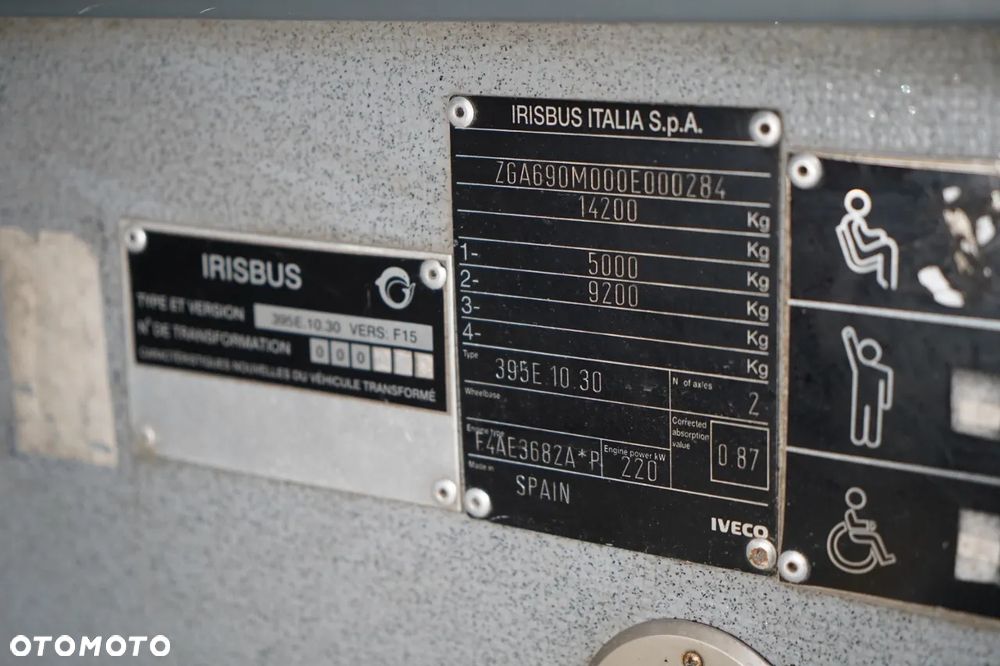 IRISBUS ITALIA S.p.A.
ZGA690M000E000284
14200 Kg
Kg
1- 5000 Kg
2- 9200 Kg
3- Kg
4- Kg
Type 395E.10.30 N of axles 2
Wheelbase
Engine type F4AE3682A*P Engine power kW 220 Corrected absorption value 0.87
Made in SPAIN
IVECO
IRISBUS
TYPE ET VERSION 395E.10.30 VERS: F15
N° DE TRANSFORMATION 0 0 0
CARACTERISTIQUES NOUVELLES DU VÉHICULE TRANSFORMÉ
OTOMOTO